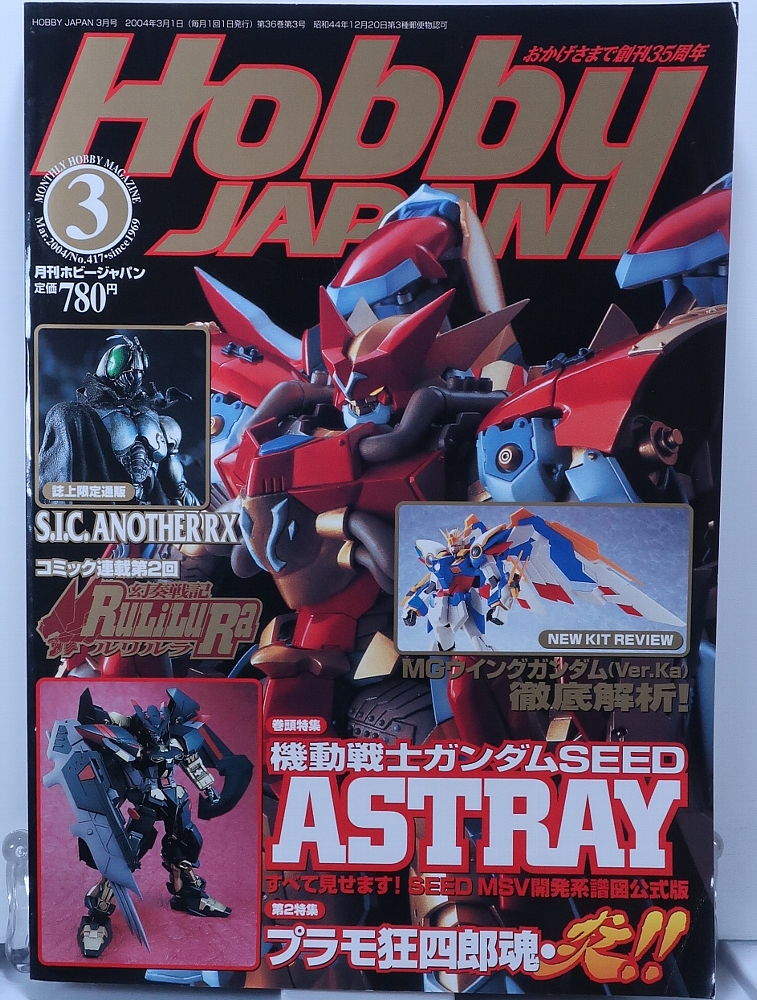 HOBBY JAPAN 3月号 2004年3月1日(毎月1回1日発行) 第36巻第3号 昭和44年12月20日第3種郵便物認可
おかげさまで創刊35周年
Hobby
JAPAN
MONTHLY HOBBY MAGAZINE
3
Mar.2004/No.417•since1969
月刊ホビージャパン
定価780円
誌上限定通販
S.I.C. ANOTHER RX
コミック連載第2回
幻奏戦記
RULiLURa
ルリルラ
NEW KIT REVIEW
MGウイングガンダム(Ver.Ka)
徹底解析!
巻頭特集
機動戦士ガンダムSEED
ASTRAY
すべて見せます! SEED MSV開発系譜図公式版
第2特集
プラモ狂四郎魂・炎!!